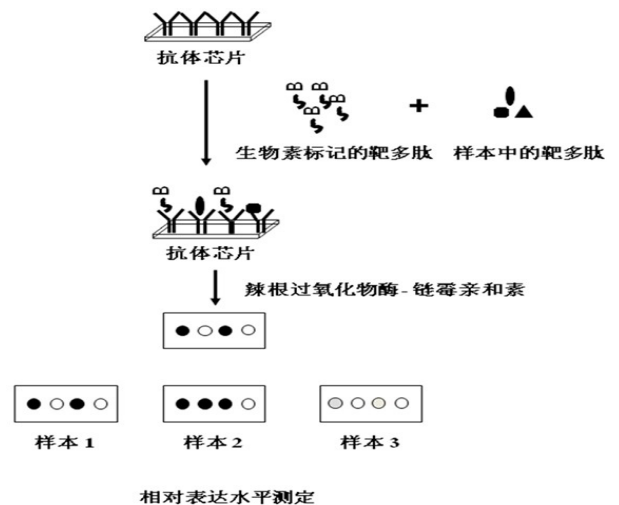 抗体芯片
B B B B
+
生物素标记的靶多肽 样本中的靶多肽
B B
抗体芯片
辣根过氧化物酶-链霉亲和素
样本1 样本2 样本3
相对表达水平测定